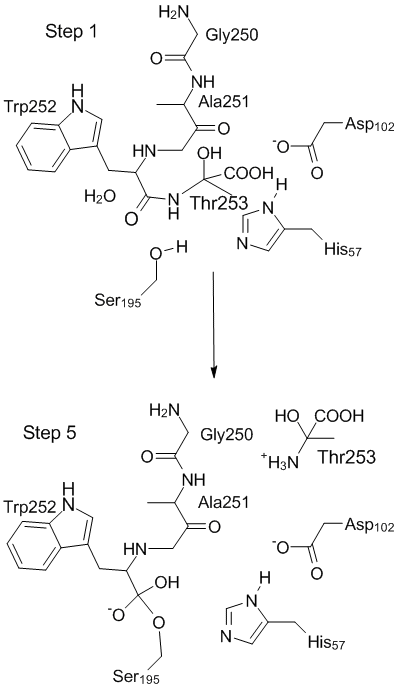 Step 1
H₂N
Gly250
O
NH
Trp252
H
N
Ala251
O
HN
OH
COOH
Asp₁₀₂
⁻O
O
H₂O
O
N
H
Thr253
H
N
N
His₅₇
O-H
Ser₁₉₅
Step 5
H₂N
Gly250
O
NH
HO
COOH
⁺H₃N
Thr253
Trp252
H
N
Ala251
O
HN
Asp₁₀₂
⁻O
O
OH
⁻O
O
H
N
N
His₅₇
Ser₁₉₅